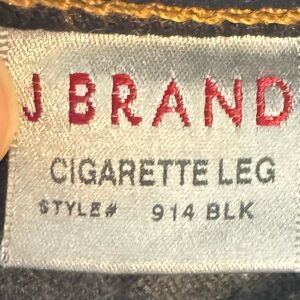 J BRAND
CIGARETTE LEG
STYLE# 914 BLK